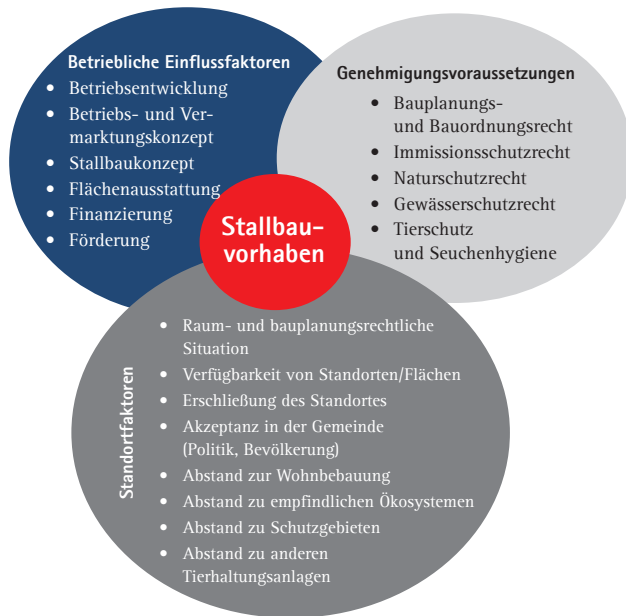 Betriebliche Einflussfaktoren
• Betriebsentwicklung
• Betriebs- und Ver-
marktungskonzept
• Stallbaukonzept
• Flächenausstattung
• Finanzierung
• Förderung
Genehmigungsvoraussetzungen
• Bauplanungs-
und Bauordnungsrecht
• Immissionsschutzrecht
• Naturschutzrecht
• Gewässerschutzrecht
• Tierschutz
und Seuchenhygiene
Stallbau-
vorhaben
Standortfaktoren
• Raum- und bauplanungsrechtliche
Situation
• Verfügbarkeit von Standorten/Flächen
• Erschließung des Standortes
• Akzeptanz in der Gemeinde
(Politik, Bevölkerung)
• Abstand zur Wohnbebauung
• Abstand zu empfindlichen Ökosystemen
• Abstand zu Schutzgebieten
• Abstand zu anderen
Tierhaltungsanlagen